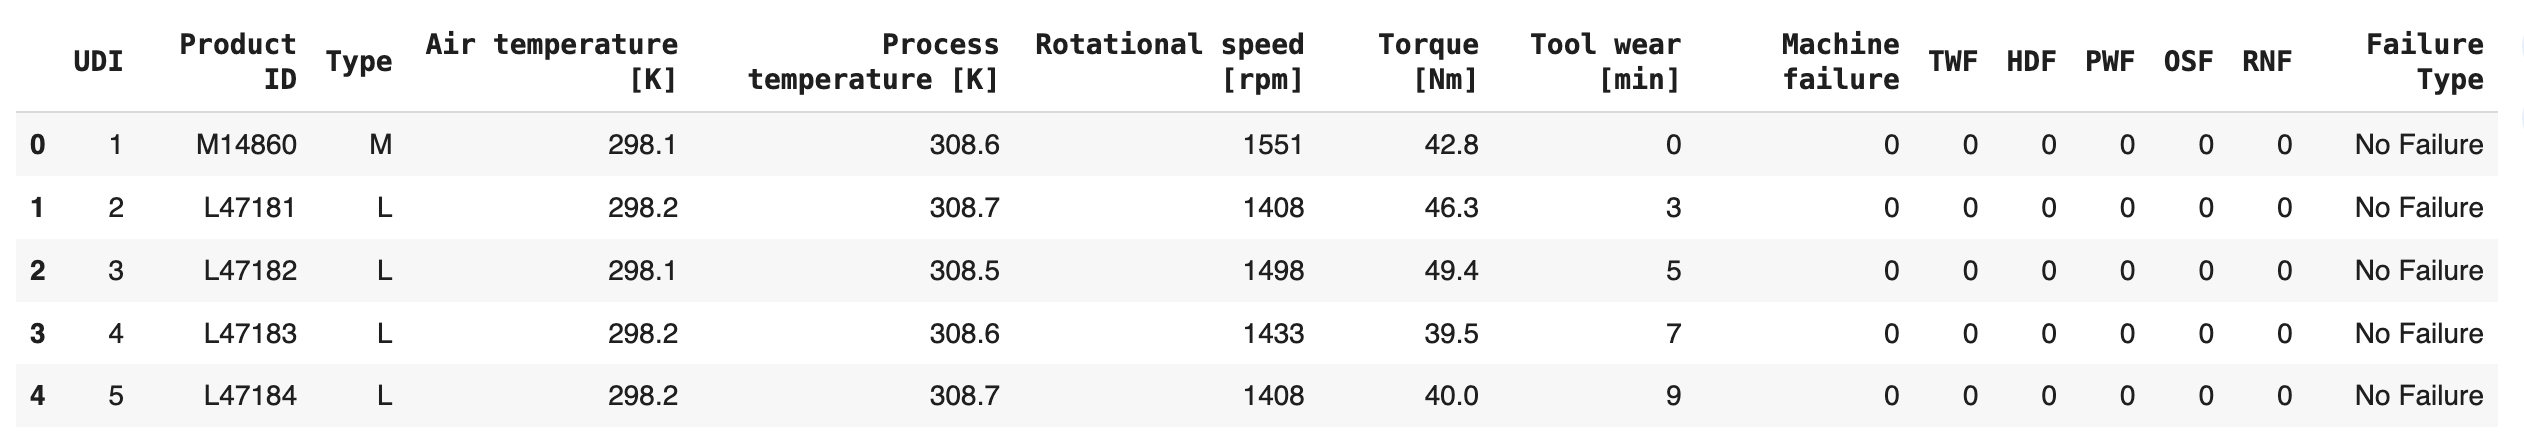 UDI Product ID Type Air temperature [K] Process temperature [K] Rotational speed [rpm] Torque [Nm] Tool wear [min] Machine failure TWF HDF PWF OSF RNF Failure Type
0 1 M14860 M 298.1 308.6 1551 42.8 0 0 0 0 0 0 0 No Failure
1 2 L47181 L 298.2 308.7 1408 46.3 3 0 0 0 0 0 0 No Failure
2 3 L47182 L 298.1 308.5 1498 49.4 5 0 0 0 0 0 0 No Failure
3 4 L47183 L 298.2 308.6 1433 39.5 7 0 0 0 0 0 0 No Failure
4 5 L47184 L 298.2 308.7 1408 40.0 9 0 0 0 0 0 0 No Failure